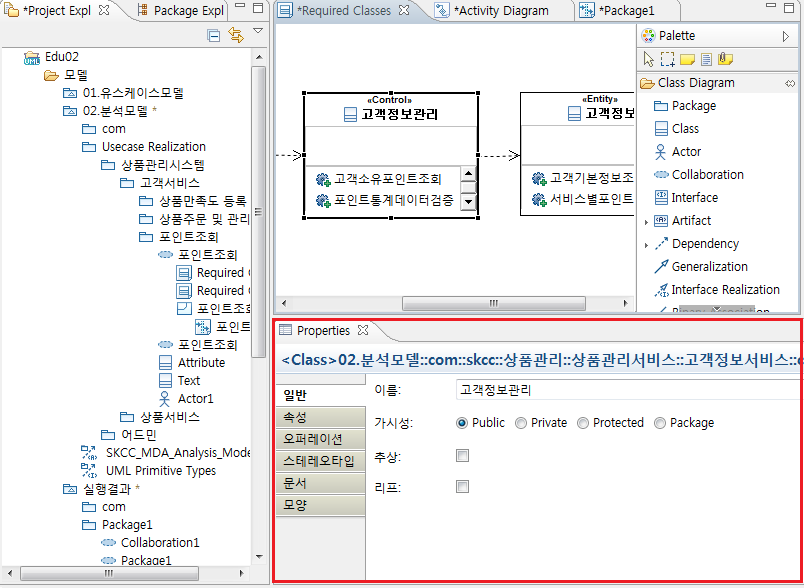 *Project Expl
Package Expl
Edu02
모델
01.유스케이스모델
02.분석모델 *
com
Usecase Realization
상품관리시스템
고객서비스
상품만족도 등록
상품주문 및 관리
포인트조회
포인트조회
Required
Required
포인트조회
포인트
포인트조회
Attribute
Text
Actor1
상품서비스
어드민
SKCC_MDA_Analysis_Mode
UML Primitive Types
실행결과 *
com
Package1
Collaboration1
Package1
*Required Classes
*Activity Diagram
*Package1
«Control»
고객정보관리
고객소유포인트조회
포인트통계데이터검증
«Entity»
고객정보
고객기본정보조
서비스별포인트
Palette
Class Diagram
Package
Class
Actor
Collaboration
Interface
Artifact
Dependency
Generalization
Interface Realization
Properties
<Class>02.분석모델::com::skcc::상품관리::상품관리서비스::고객정보서비스::c
일반
속성
오퍼레이션
스테레오타입
문서
모양
이름:
고객정보관리
가시성:
Public
Private
Protected
Package
추상:
리프: